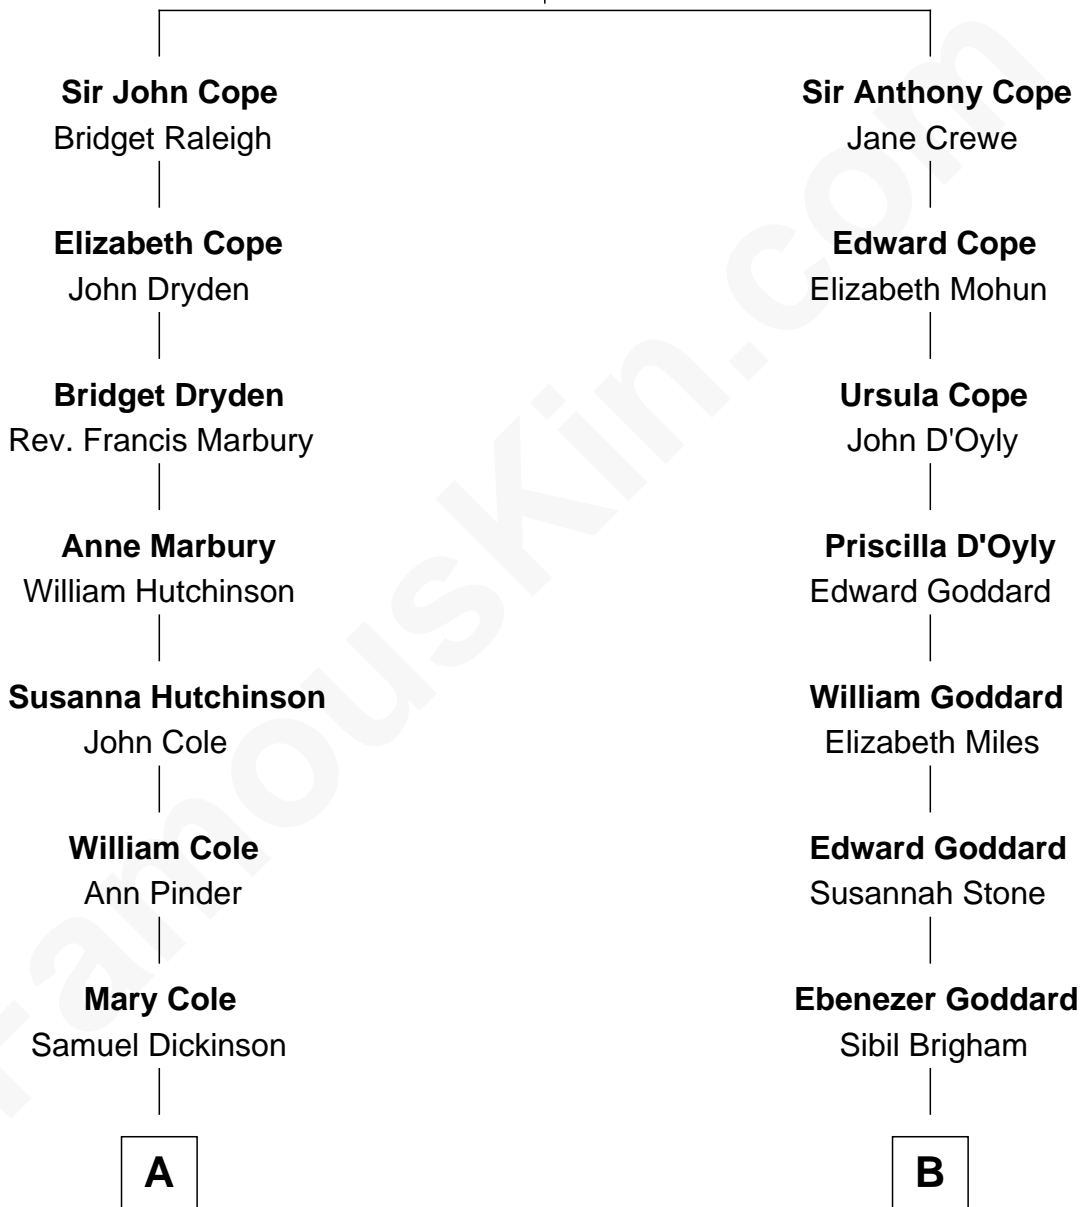 Sir John Cope
Bridget Raleigh
Elizabeth Cope
John Dryden
Bridget Dryden
Rev. Francis Marbury
Anne Marbury
William Hutchinson
Susanna Hutchinson
John Cole
William Cole
Ann Pinder
Mary Cole
Samuel Dickinson
A
Sir Anthony Cope
Jane Crewe
Edward Cope
Elizabeth Mohun
Ursula Cope
John D'Oyly
Priscilla D'Oyly
Edward Goddard
William Goddard
Elizabeth Miles
Edward Goddard
Susannah Stone
Ebenezer Goddard
Sibil Brigham
B
FamousKin.com